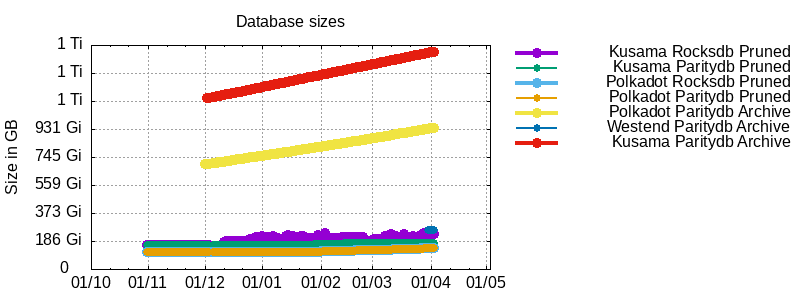 Database sizes
1 Ti
1 Ti
1 Ti
931 Gi
745 Gi
559 Gi
373 Gi
186 Gi
0
Size in GB
01/10 01/11 01/12 01/01 01/02 01/03 01/04 01/05
Kusama Rocksdb Pruned
Kusama Paritydb Pruned
Polkadot Rocksdb Pruned
Polkadot Paritydb Pruned
Polkadot Paritydb Archive
Westend Paritydb Archive
Kusama Paritydb Archive